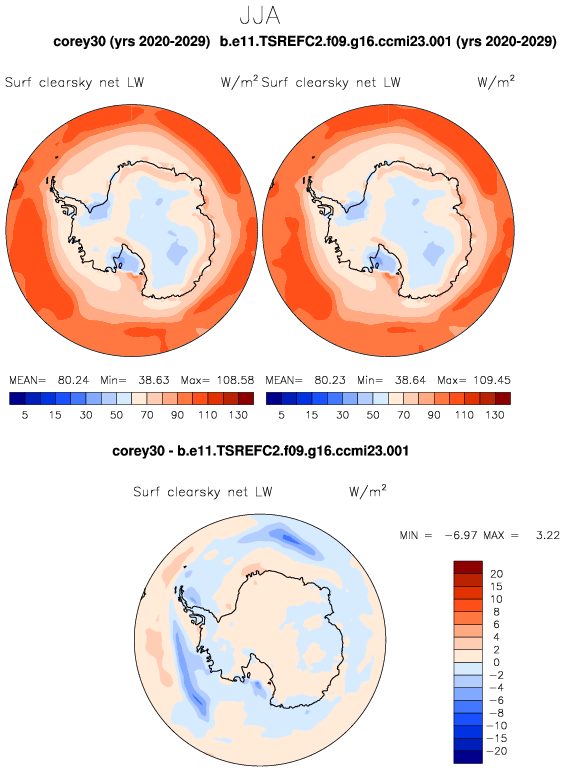 JJA
corey30 (yrs 2020-2029) b.e11.TSREFC2.f09.g16.ccmi23.001 (yrs 2020-2029)
Surf clearsky net LW W/m² Surf clearsky net LW W/m²
MEAN= 80.24 Min= 38.63 Max= 108.58 MEAN= 80.23 Min= 38.64 Max= 109.45
5 15 30 50 70 90 110 130 5 15 30 50 70 90 110 130
corey30 - b.e11.TSREFC2.f09.g16.ccmi23.001
Surf clearsky net LW W/m²
MIN = -6.97 MAX = 3.22
20
15
10
8
6
4
2
0
-2
-4
-6
-8
-10
-15
-20